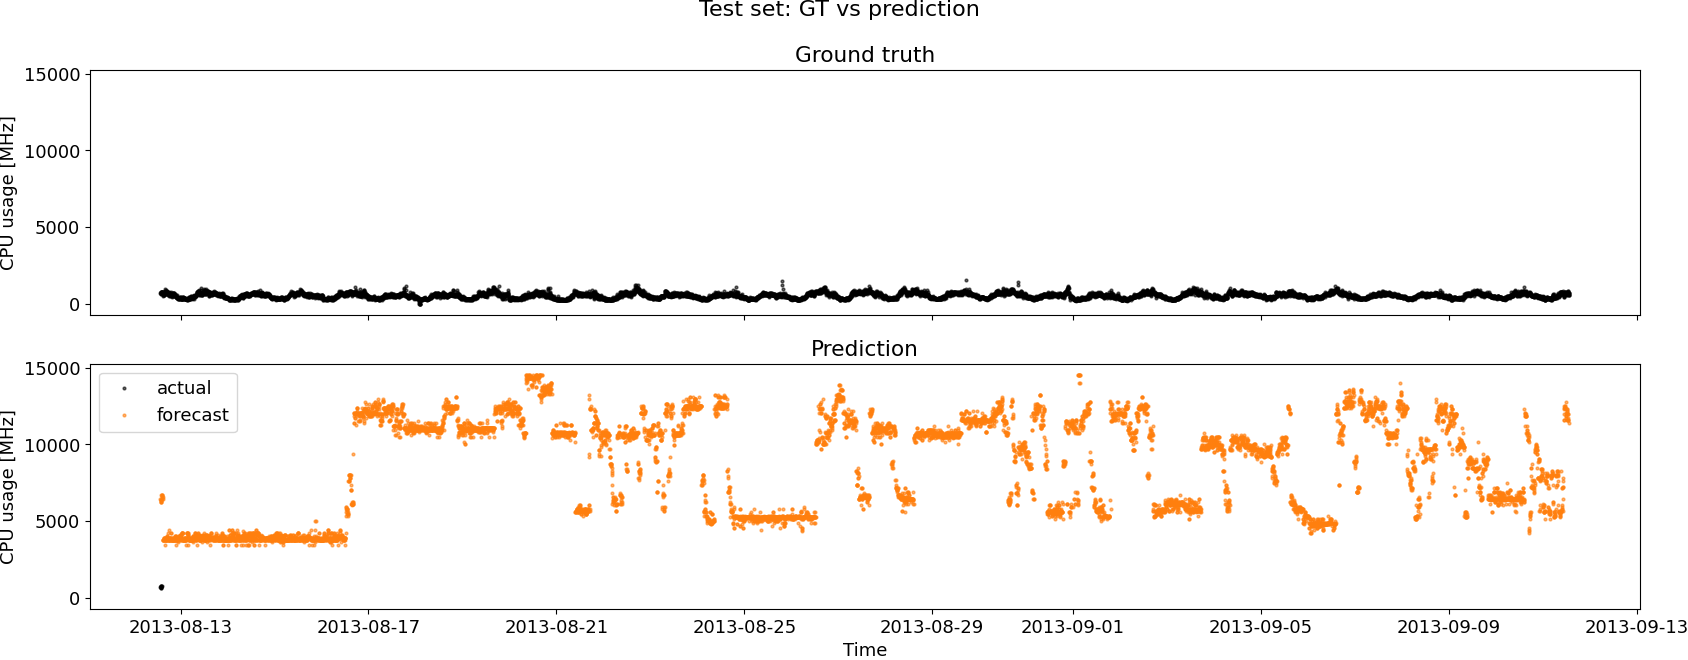 Test set: GT vs prediction
Ground truth
15000
10000
5000
0
CPU usage [MHz]
Prediction
15000
10000
5000
0
CPU usage [MHz]
actual
forecast
2013-08-13 2013-08-17 2013-08-21 2013-08-25 2013-08-29 2013-09-01 2013-09-05 2013-09-09 2013-09-13
Time